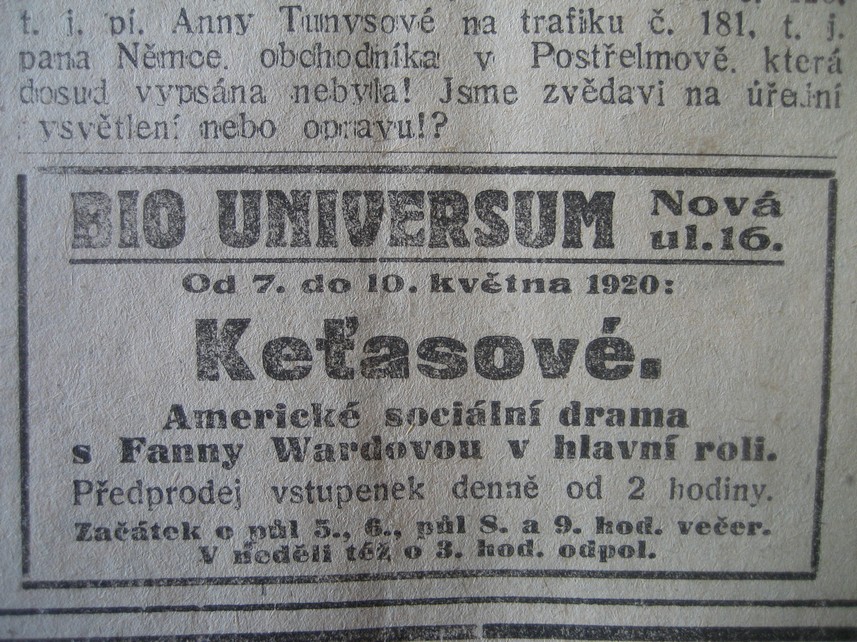 t. j. pí. Anny Tunysové na trafiku č. 181, t. j.
pana Němce, obchodníka v Postřelmově, která
dosud vypsána nebyla! Jsme zvědavi na úřední
ysvětlení nebo opravu!?
BIO UNIVERSUM Nová
ul. 16.
Od 7. do 10. května 1920:
Keťasové.
Americké sociální drama
s Fanny Wardovou v hlavní roli.
Předprodej vstupenek denně od 2 hodiny.
Začátek o půl 5., 6., půl 8. a 9. hod. večer.
V neděli též o 3. hod. odpol.